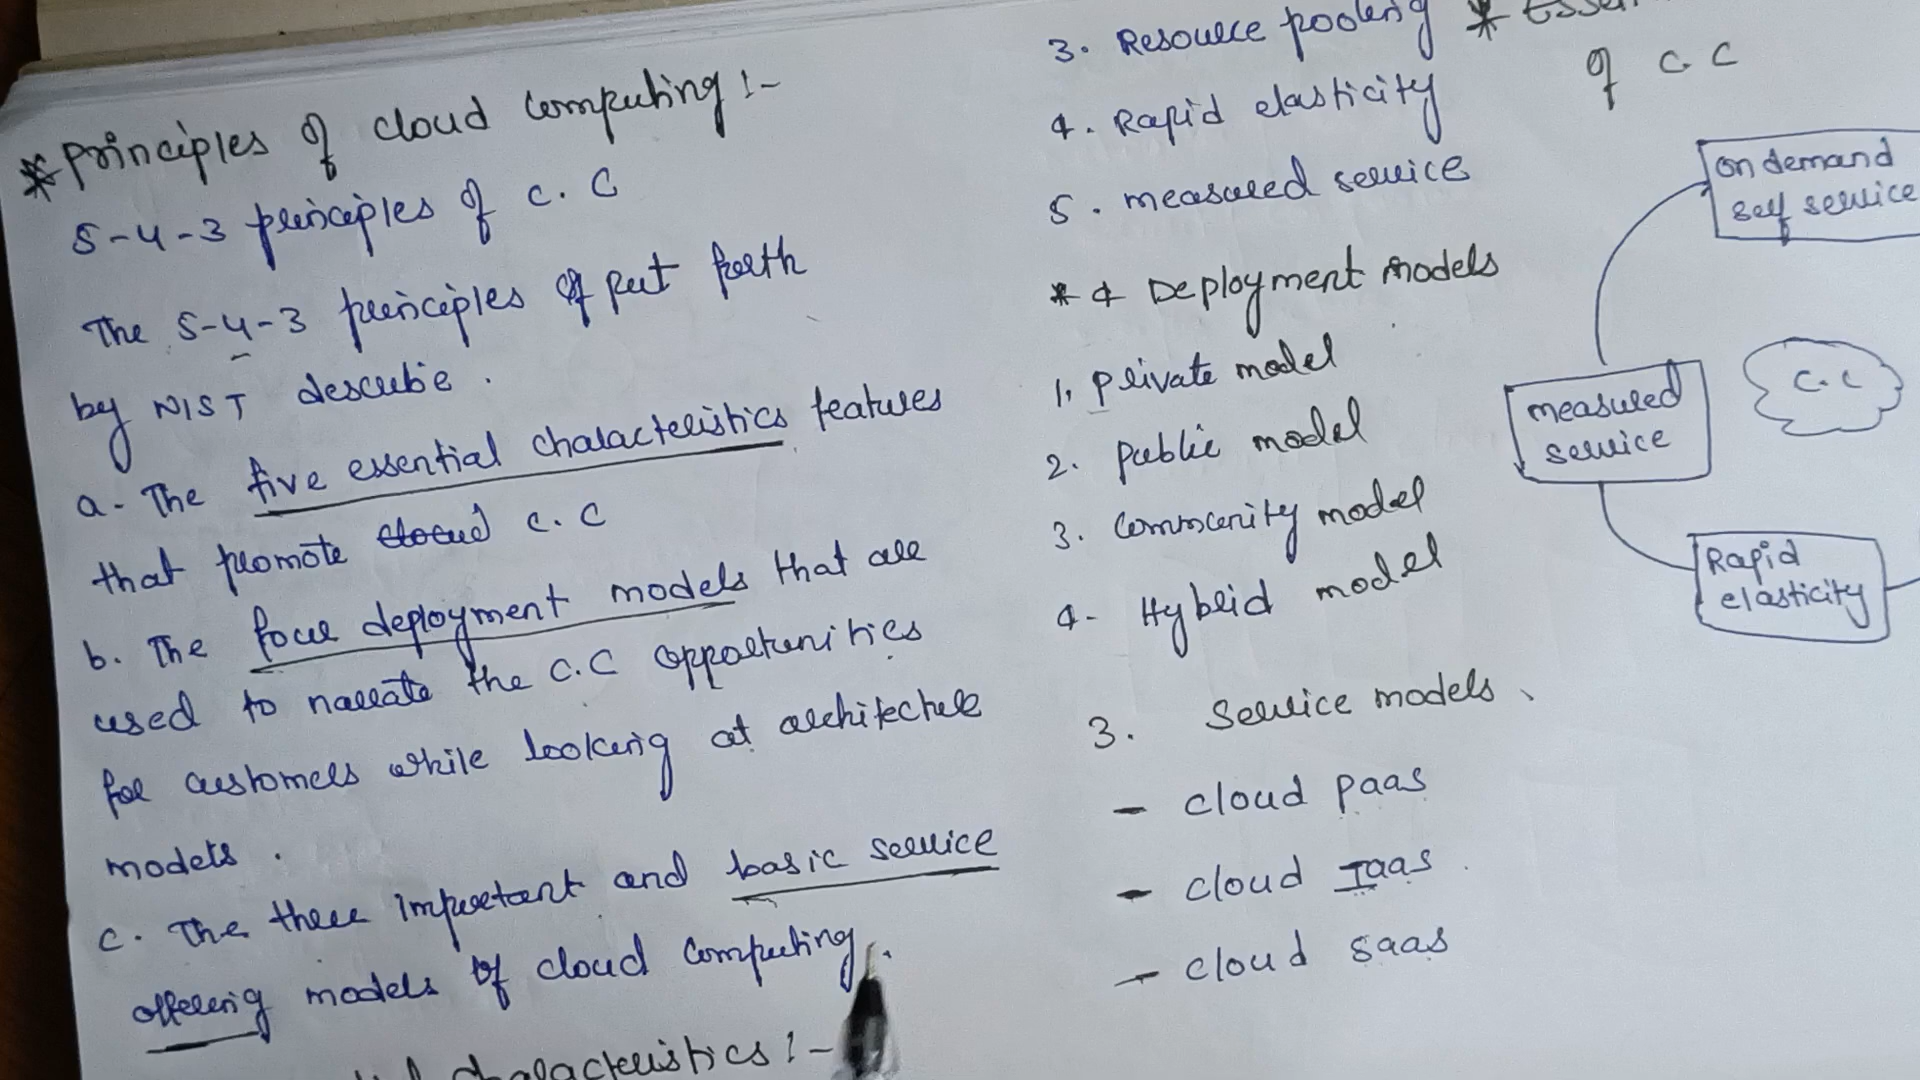 * Principles of cloud computing :-
5-4-3 principles of C.C
The 5-4-3 principles of put forth
by NIST describe.
a. The five essential characteristics features
that promote cloud C.C
b. The four deployment models that are
used to narrate the C.C opportunities
for customers while looking at architecture
models.
c. The three important and basic service
offering models of cloud computing.
characteristics :-
3. Resource pooling
4. Rapid elasticity
5. measured service
* 4 Deployment Models
1. Private model
2. Public model
3. Community model
4- Hybrid model
3. Service models
- cloud paas
- cloud Iaas
- cloud saas
*
of C.C
on demand
self service
measured
service
C.C
Rapid
elasticity